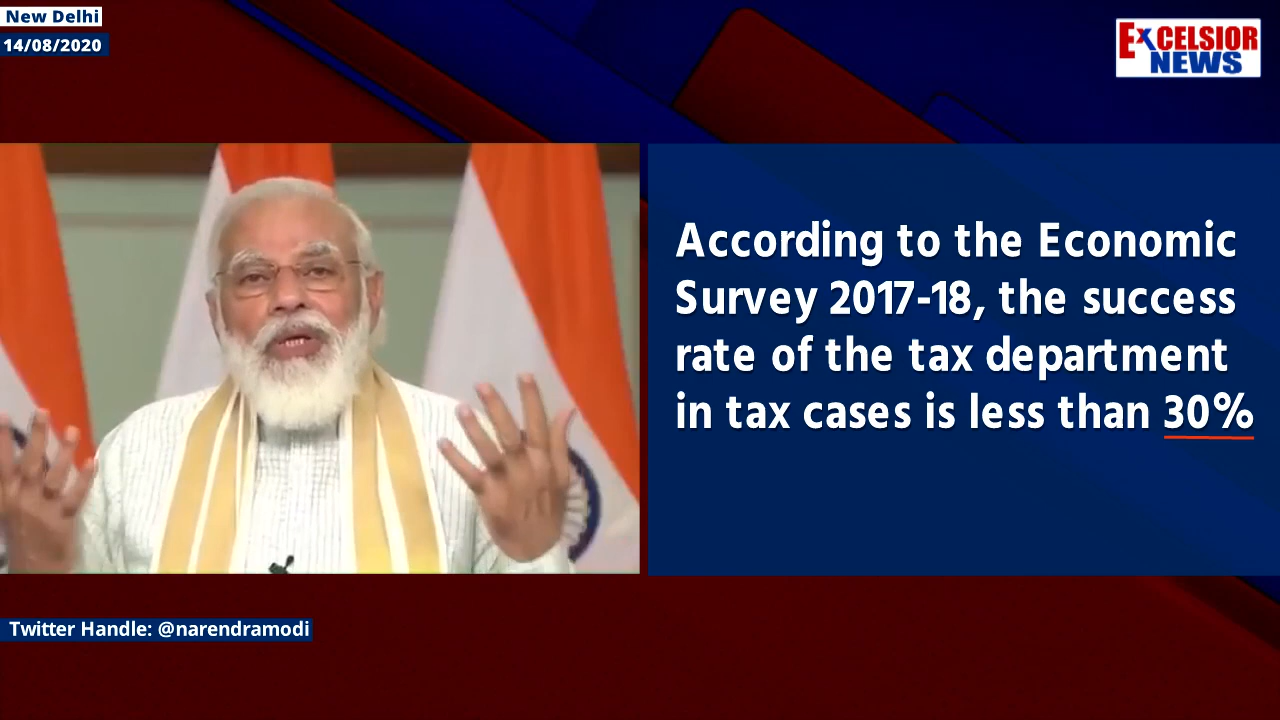 New Delhi
14/08/2020
EXCELSIOR
NEWS
According to the Economic
Survey 2017-18, the success
rate of the tax department
in tax cases is less than 30%
Twitter Handle: @narendramodi